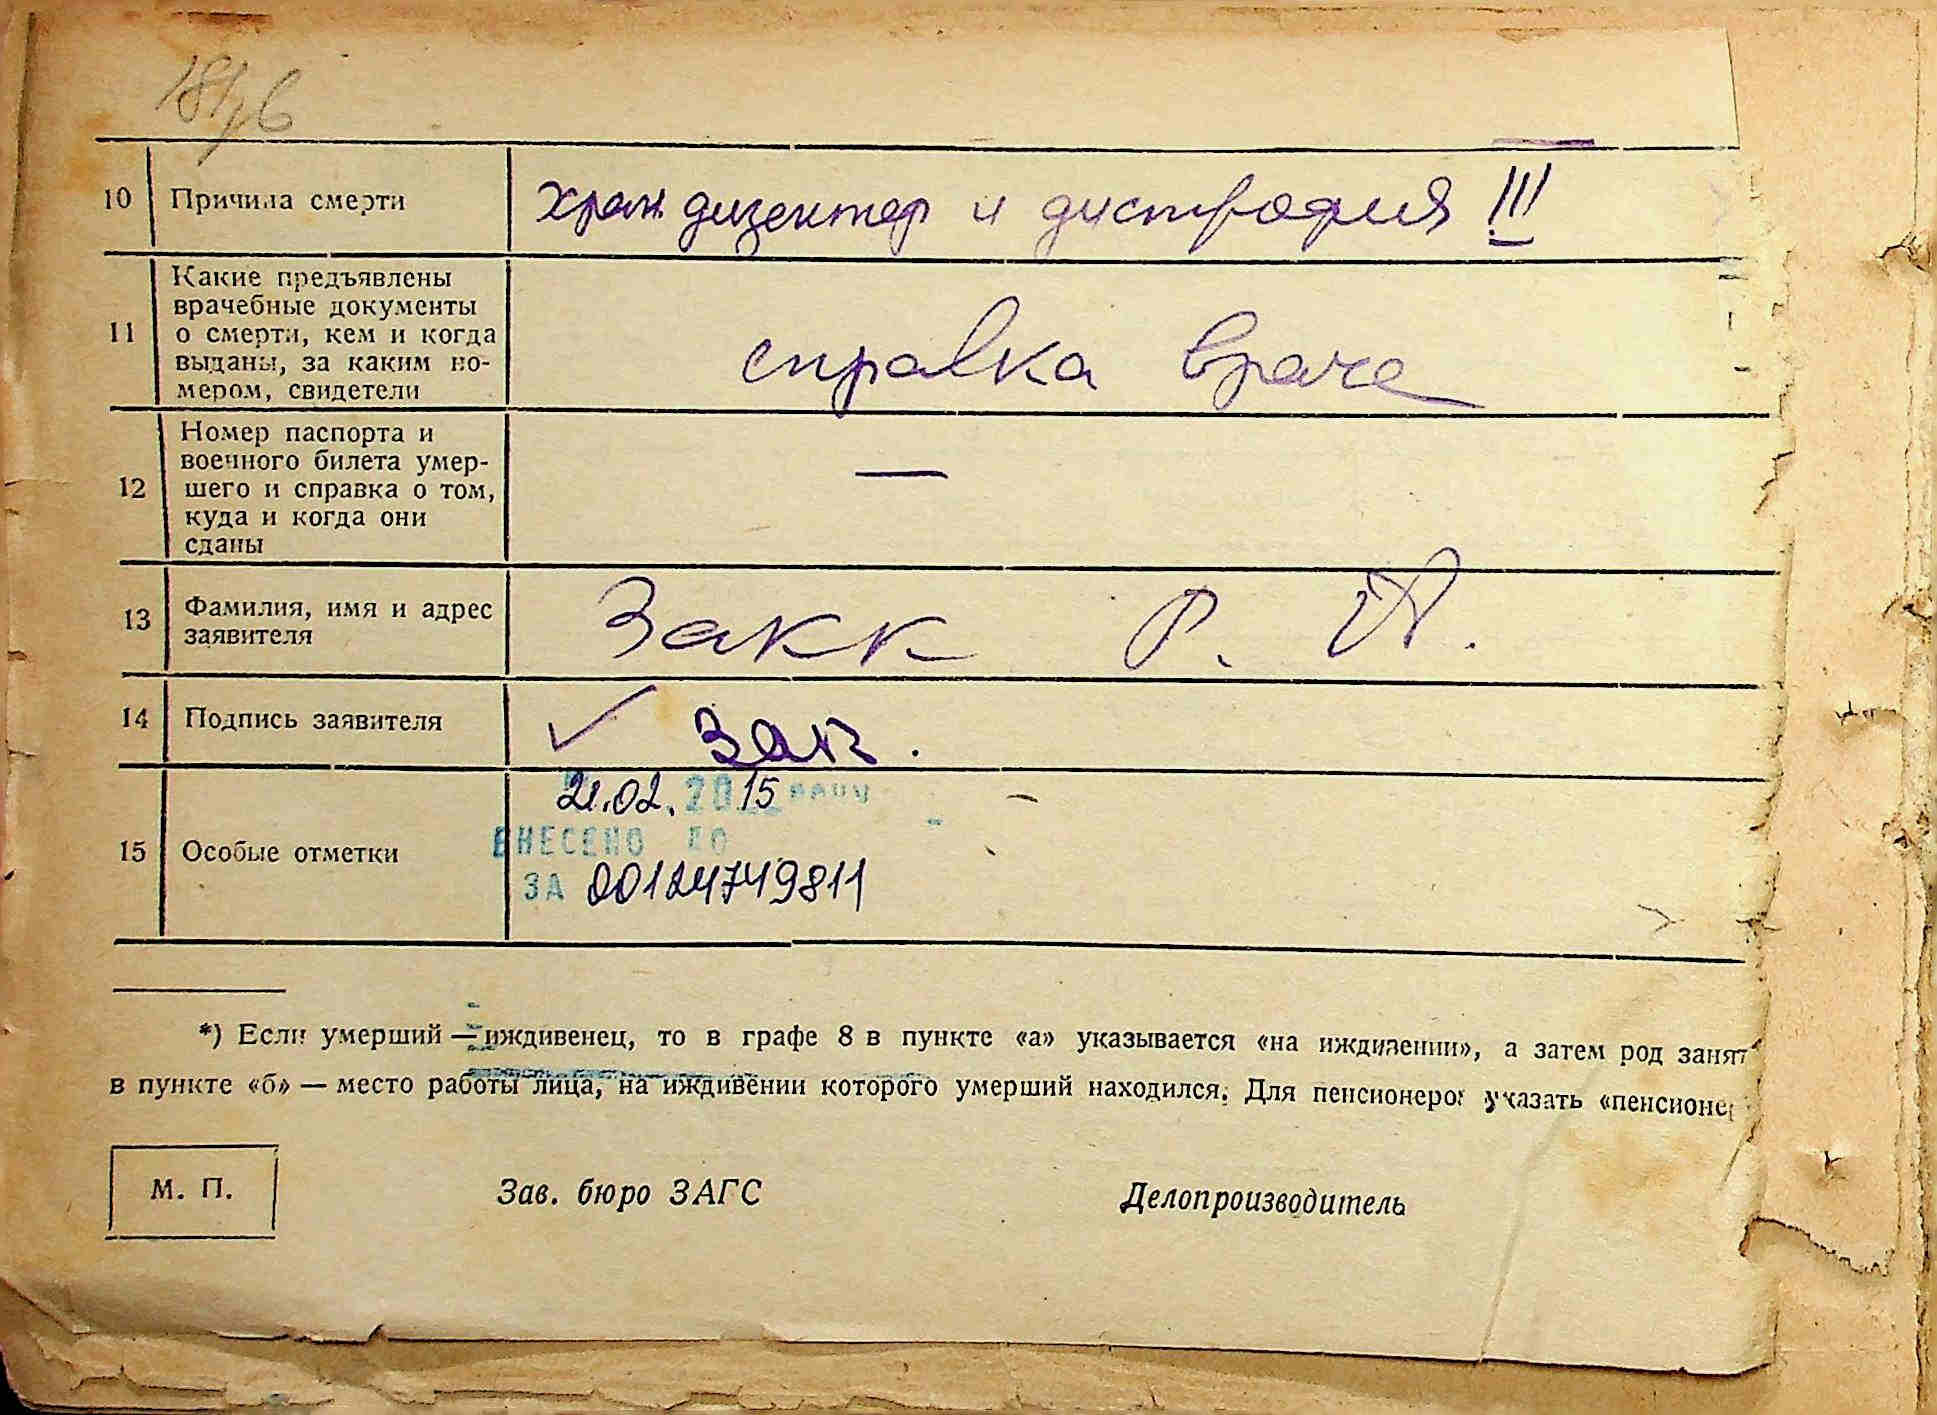 10 Причина смерти хрон. дизентер и дистрофия III
11 Какие предъявлены
врачебные документы
о смерти, кем и когда
выданы, за каким но-
мером, свидетели
справка врача
12 Номер паспорта и
военного билета умер-
шего и справка о том,
куда и когда они
сданы
—
13 Фамилия, имя и адрес
заявителя
Закк Р. А.
14 Подпись заявителя ✓ Зак.
21.02.2015
15 Особые отметки
ВНЕСЕНО
ЗА 00124749811
*) Если умерший — иждивенец, то в графе 8 в пункте «а» указывается «на иждивении», а затем род занят
в пункте «б» — место работы лица, на иждивении которого умерший находился. Для пенсионеров указать «пенсионер
М. П. Зав. бюро ЗАГС Делопроизводитель